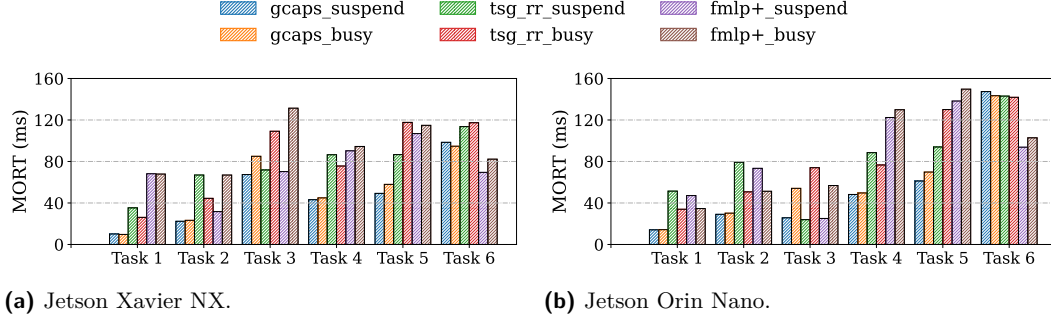 gcaps_suspend tsg_rr_suspend fmlp+_suspend
gcaps_busy tsg_rr_busy fmlp+_busy
160
120
80
40
0
MORT (ms)
Task 1 Task 2 Task 3 Task 4 Task 5 Task 6
(a) Jetson Xavier NX.
160
120
80
40
0
MORT (ms)
Task 1 Task 2 Task 3 Task 4 Task 5 Task 6
(b) Jetson Orin Nano.